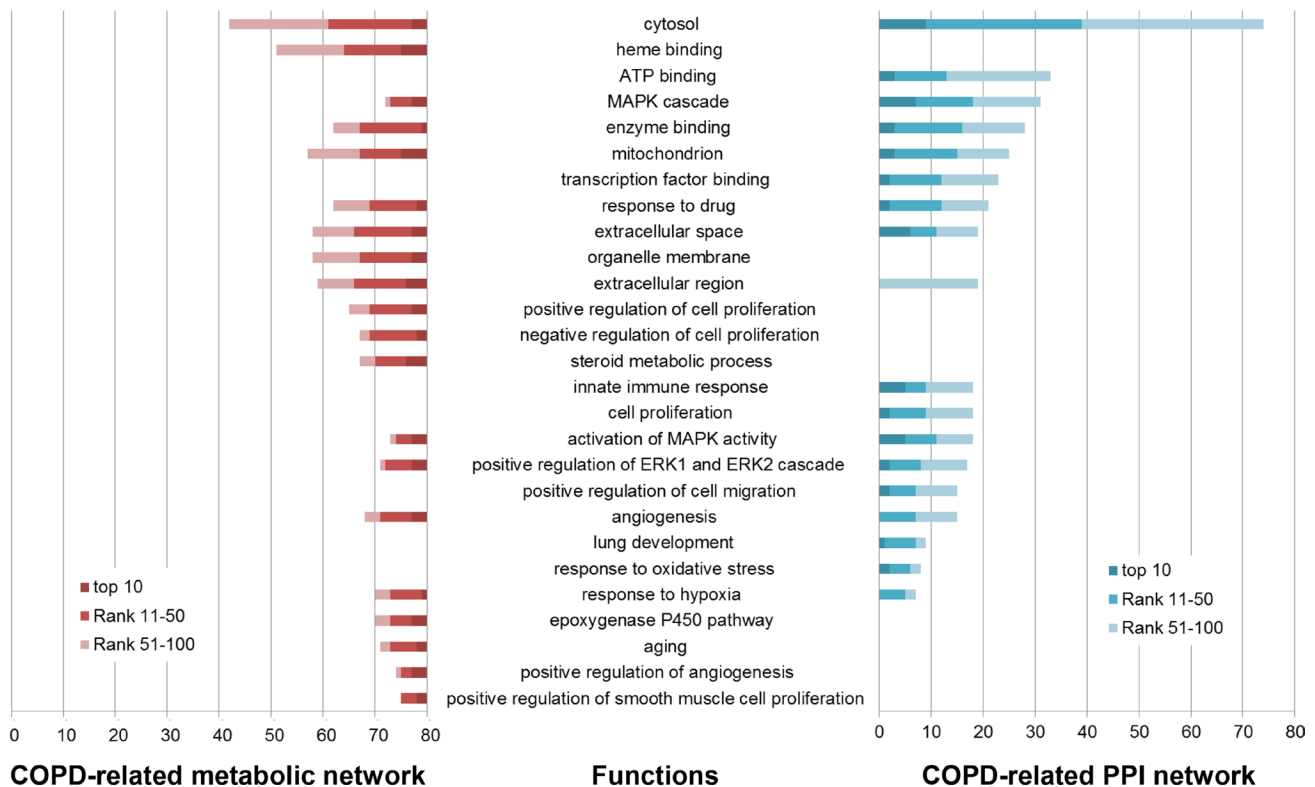 cytosol
heme binding
ATP binding
MAPK cascade
enzyme binding
mitochondrion
transcription factor binding
response to drug
extracellular space
organelle membrane
extracellular region
positive regulation of cell proliferation
negative regulation of cell proliferation
steroid metabolic process
innate immune response
cell proliferation
activation of MAPK activity
positive regulation of ERK1 and ERK2 cascade
positive regulation of cell migration
angiogenesis
lung development
response to oxidative stress
response to hypoxia
epoxygenase P450 pathway
aging
positive regulation of angiogenesis
positive regulation of smooth muscle cell proliferation
top 10
Rank 11-50
Rank 51-100
top 10
Rank 11-50
Rank 51-100
0 10 20 30 40 50 60 70 80
0 10 20 30 40 50 60 70 80
COPD-related metabolic network
Functions
COPD-related PPI network